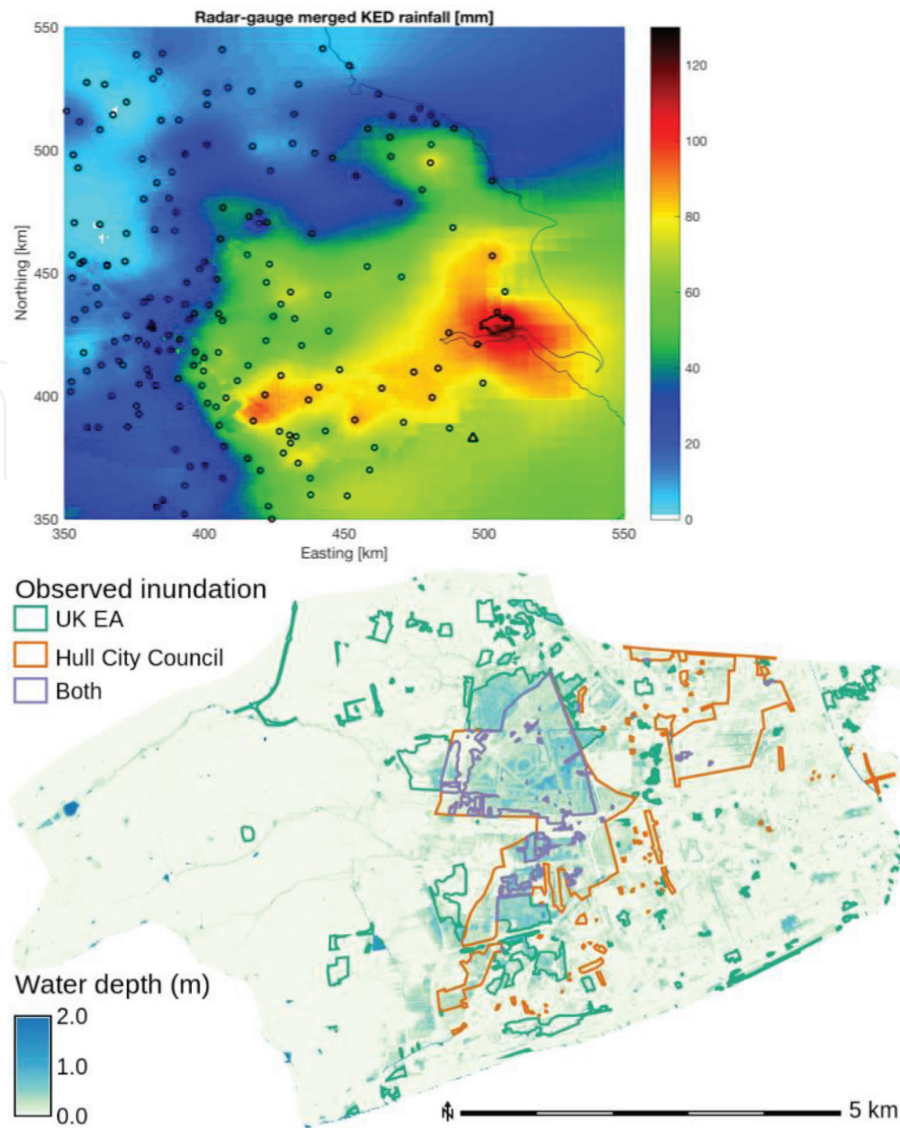 Radar-gauge merged KED rainfall [mm]
550
500
450
400
350
Northing [km]
350
400
450
500
550
Easting [km]
120
100
80
60
40
20
0
Observed inundation
UK EA
Hull City Council
Both
Water depth (m)
2.0
1.0
0.0
N
5 km